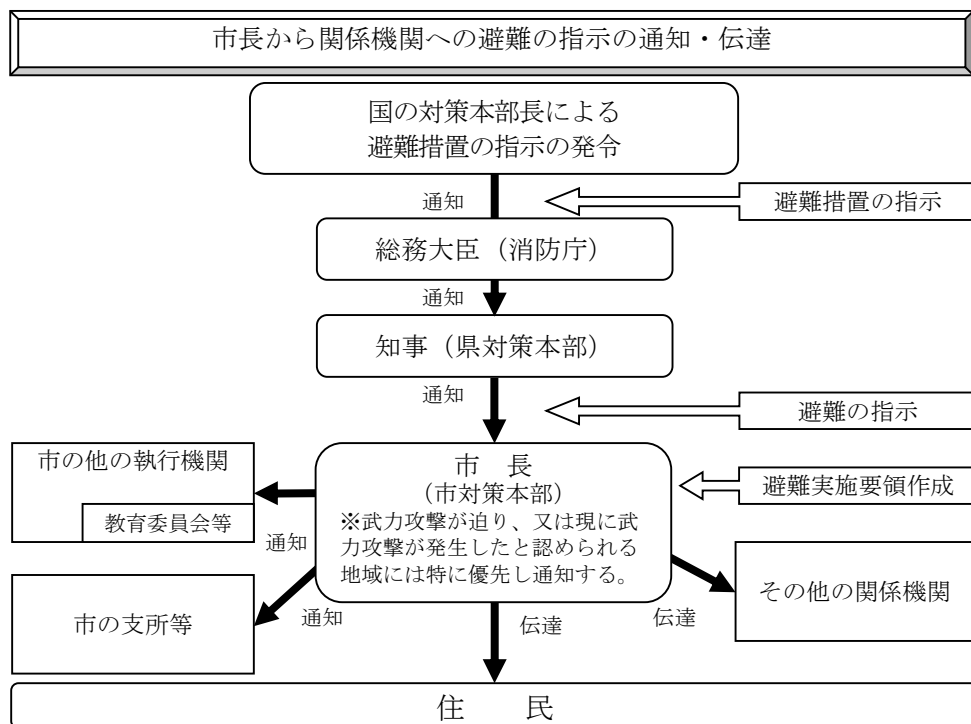 市長から関係機関への避難の指示の通知・伝達
国の対策本部長による
避難措置の指示の発令
通知
避難措置の指示
総務大臣（消防庁）
通知
知事（県対策本部）
通知
避難の指示
市の他の執行機関
教育委員会等
通知
市　長
（市対策本部）
※武力攻撃が迫り、又は現に武
力攻撃が発生したと認められる
地域には特に優先し通知する。
避難実施要領作成
市の支所等
通知
伝達
伝達
その他の関係機関
住　　民